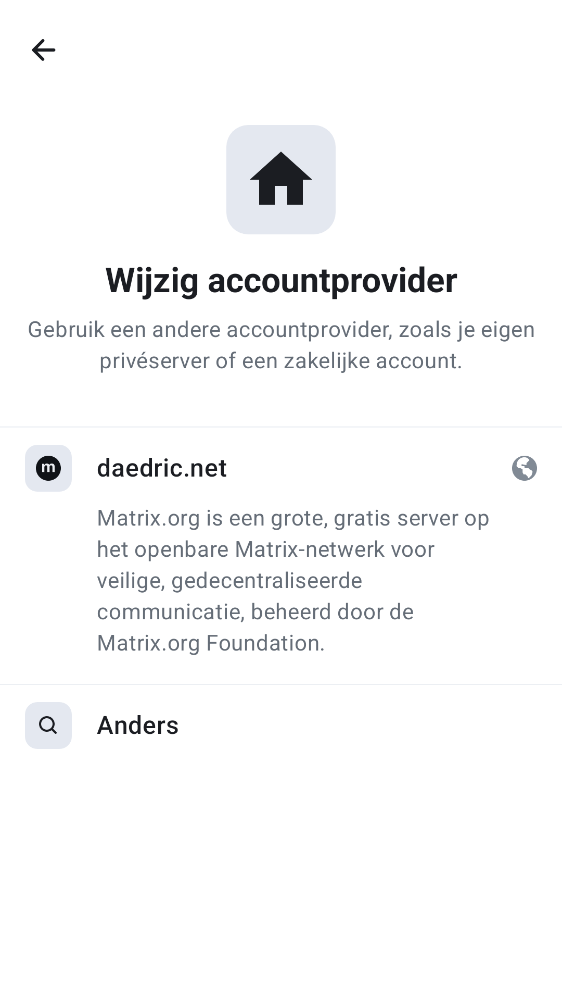 Wijzig accountprovider
Gebruik een andere accountprovider, zoals je eigen
privéserver of een zakelijke account.
m
daedric.net
Matrix.org is een grote, gratis server op
het openbare Matrix-netwerk voor
veilige, gedecentraliseerde
communicatie, beheerd door de
Matrix.org Foundation.
Anders